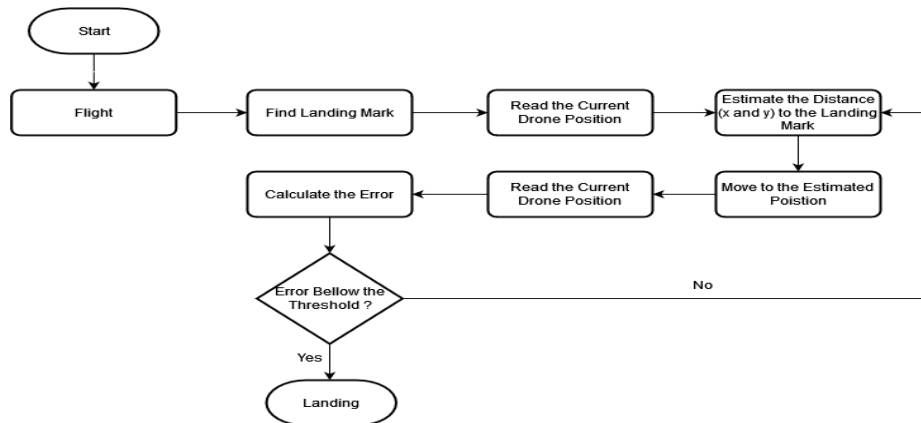 Start
Flight
Find Landing Mark
Read the Current
Drone Position
Estimate the Distance
(x and y) to the Landing
Mark
Move to the Estimated
Poistion
Read the Current
Drone Position
Calculate the Error
Error Bellow the
Threshold ?
No
Yes
Landing